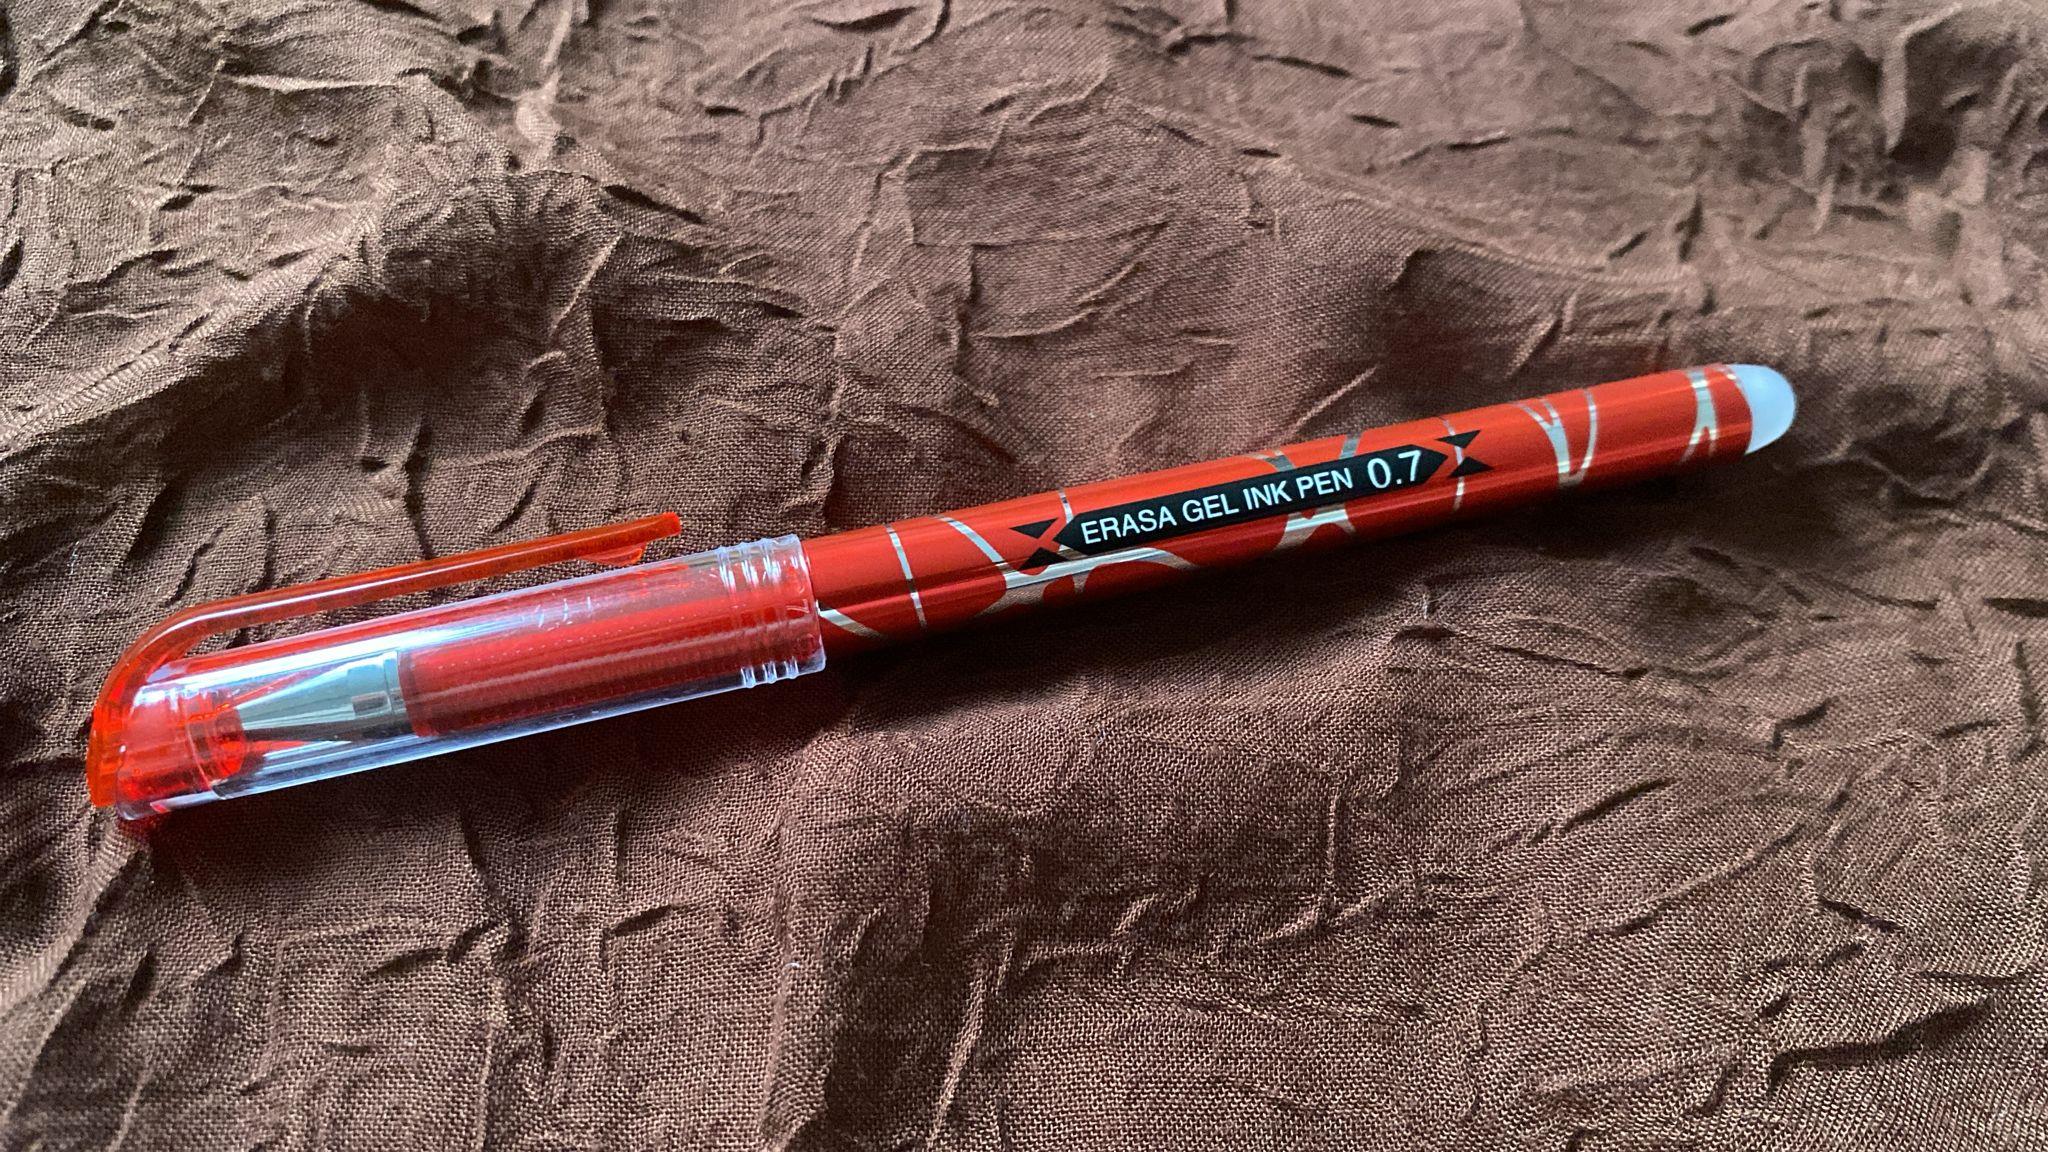 ERASA GEL INK PEN 0.7